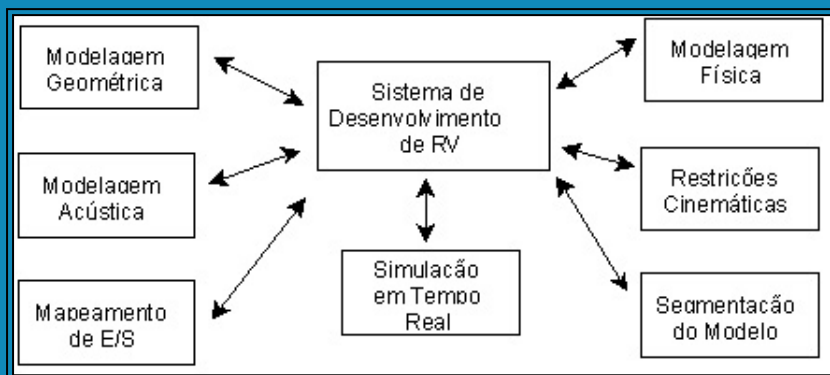 Modelagem
Geométrica
Modelagem
Acústica
Mapeamento
de E/S
Sistema de
Desenvolvimento
de RV
Simulação
em Tempo
Real
Modelagem
Física
Restrições
Cinemáticas
Segmentação
do Modelo